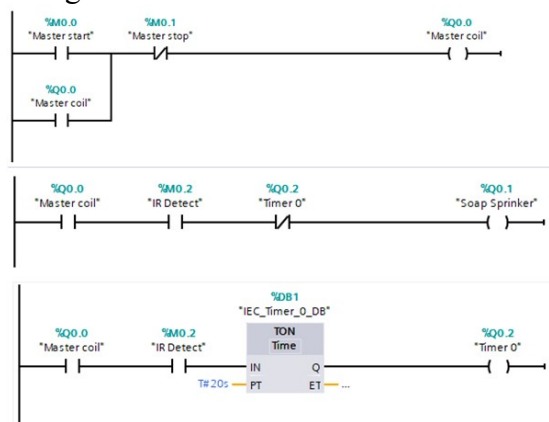 %M0.0 %M0.1 %Q0.0
"Master start" "Master stop" "Master coil"
%Q0.0
"Master coil"
%Q0.0 %M0.2 %Q0.2 %Q0.1
"Master coil" "IR Detect" "Timer 0" "Soap Sprinker"
%DB1
"IEC_Timer_0_DB"
%Q0.0 %M0.2 TON %Q0.2
"Master coil" "IR Detect" Time "Timer 0"
IN Q
T#20s PT ET ...